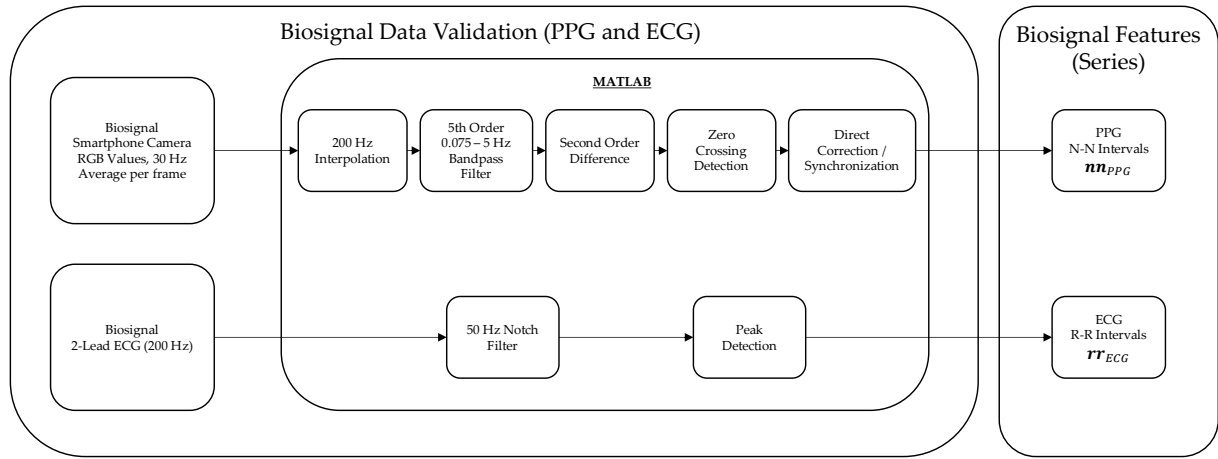 Biosignal Data Validation (PPG and ECG)
MATLAB
Biosignal
Smartphone Camera
RGB Values, 30 Hz
Average per frame
200 Hz
Interpolation
5th Order
0.075 – 5 Hz
Bandpass
Filter
Second Order
Difference
Zero
Crossing
Detection
Direct
Correction /
Synchronization
Biosignal
2-Lead ECG (200 Hz)
50 Hz Notch
Filter
Peak
Detection
Biosignal Features
(Series)
PPG
N-N Intervals
nn_PPG
ECG
R-R Intervals
rr_ECG